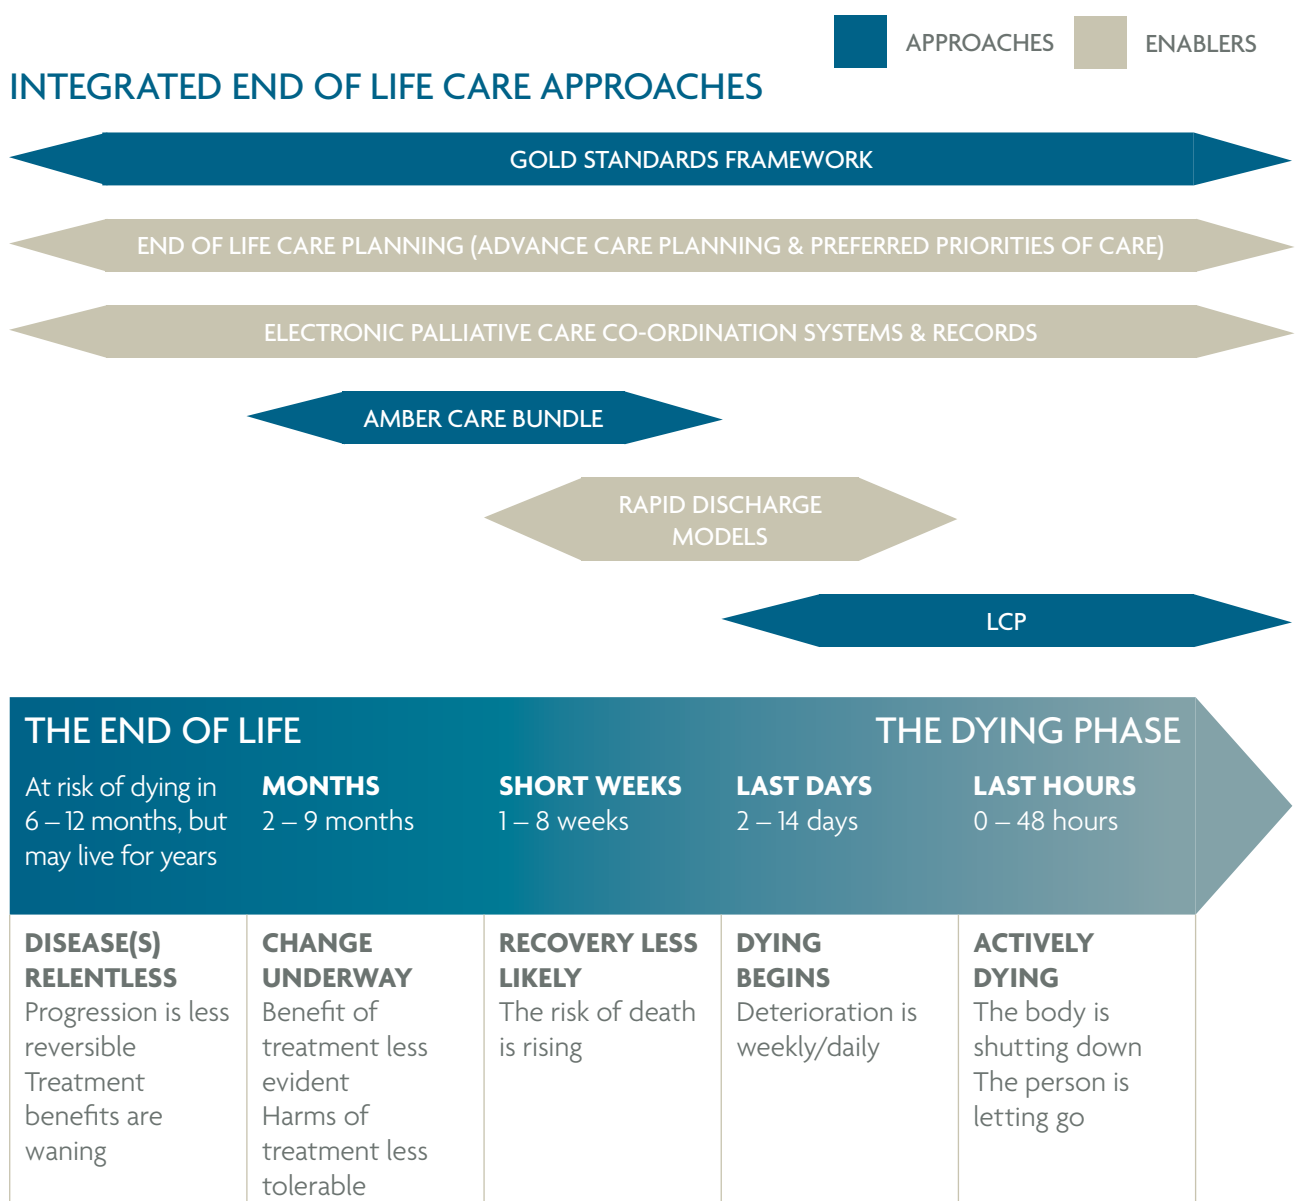 APPROACHES
ENABLERS
INTEGRATED END OF LIFE CARE APPROACHES
GOLD STANDARDS FRAMEWORK
END OF LIFE CARE PLANNING (ADVANCE CARE PLANNING & PREFERRED PRIORITIES OF CARE)
ELECTRONIC PALLIATIVE CARE CO-ORDINATION SYSTEMS & RECORDS
AMBER CARE BUNDLE
RAPID DISCHARGE
MODELS
LCP
THE END OF LIFE
THE DYING PHASE
At risk of dying in
6 – 12 months, but
may live for years
MONTHS
2 – 9 months
SHORT WEEKS
1 – 8 weeks
LAST DAYS
2 – 14 days
LAST HOURS
0 – 48 hours
DISEASE(S)
RELENTLESS
Progression is less
reversible
Treatment
benefits are
waning
CHANGE
UNDERWAY
Benefit of
treatment less
evident
Harms of
treatment less
tolerable
RECOVERY LESS
LIKELY
The risk of death
is rising
DYING
BEGINS
Deterioration is
weekly/daily
ACTIVELY
DYING
The body is
shutting down
The person is
letting go